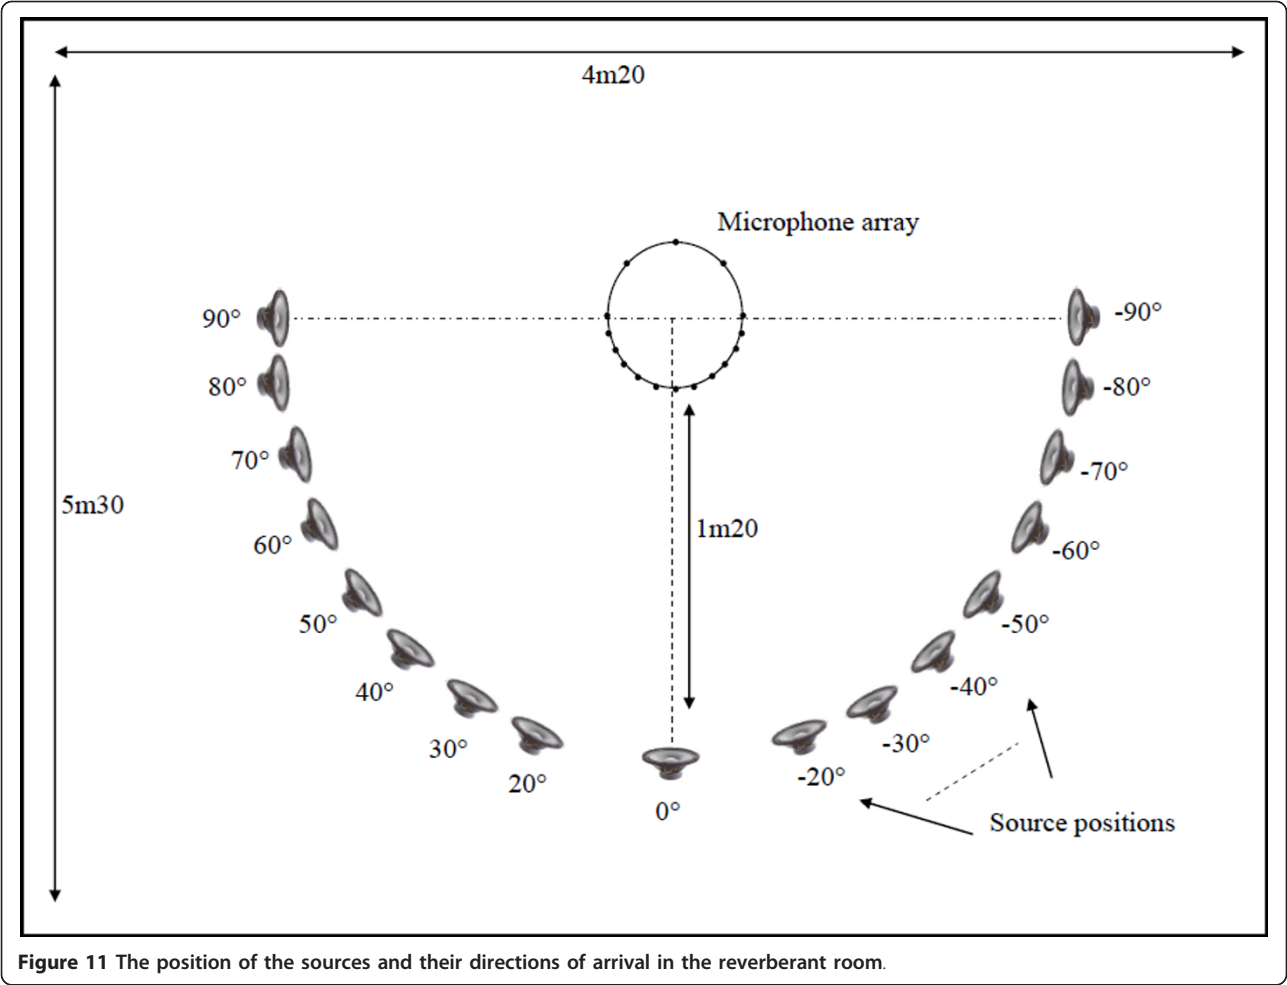 4m20
Microphone array
90°
-90°
80°
-80°
70°
-70°
5m30
1m20
60°
-60°
50°
-50°
40°
-40°
30°
-30°
20°
-20°
0°
Source positions
Figure 11 The position of the sources and their directions of arrival in the reverberant room.